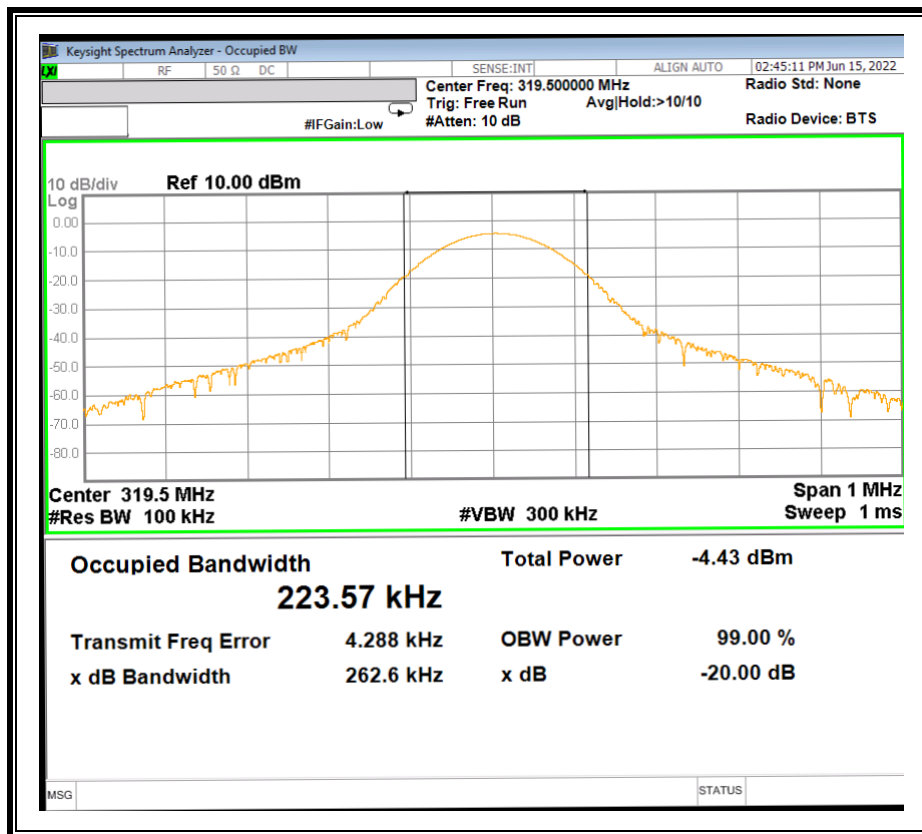 Keysight Spectrum Analyzer - Occupied BW
LXI RF 50 Ω DC SENSE:INT ALIGN AUTO 02:45:11 PM Jun 15, 2022
Center Freq: 319.500000 MHz Radio Std: None
Trig: Free Run Avg|Hold:>10/10
#IFGain:Low #Atten: 10 dB Radio Device: BTS
10 dB/div Ref 10.00 dBm
Log
0.00
-10.0
-20.0
-30.0
-40.0
-50.0
-60.0
-70.0
-80.0
Center 319.5 MHz Span 1 MHz
#Res BW 100 kHz #VBW 300 kHz Sweep 1 ms
Occupied Bandwidth Total Power -4.43 dBm
223.57 kHz
Transmit Freq Error 4.288 kHz OBW Power 99.00 %
x dB Bandwidth 262.6 kHz x dB -20.00 dB
MSG STATUS